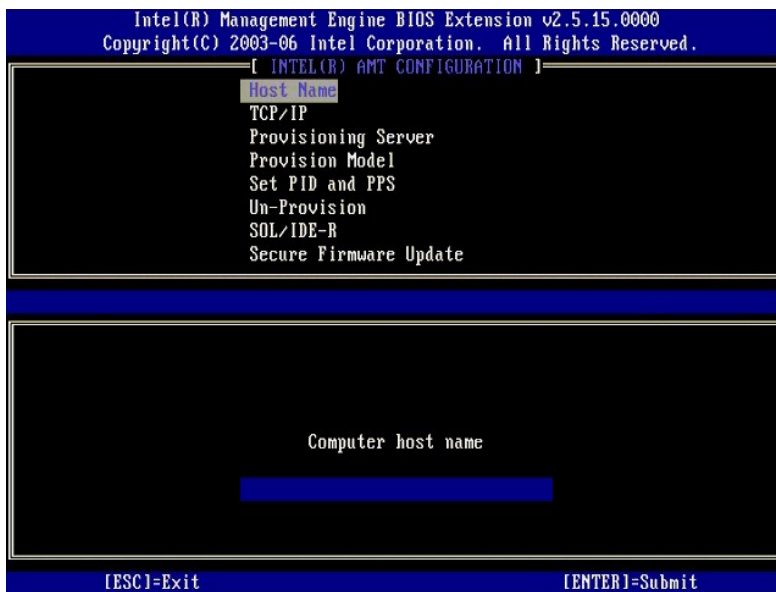 Intel(R) Management Engine BIOS Extension v2.5.15.0000
Copyright(C) 2003-06 Intel Corporation. All Rights Reserved.
[ INTEL(R) AMT CONFIGURATION ]
Host Name
TCP/IP
Provisioning Server
Provision Model
Set PID and PPS
Un-Provision
SOL/IDE-R
Secure Firmware Update
Computer host name
[ESC]=Exit [ENTER]=Submit